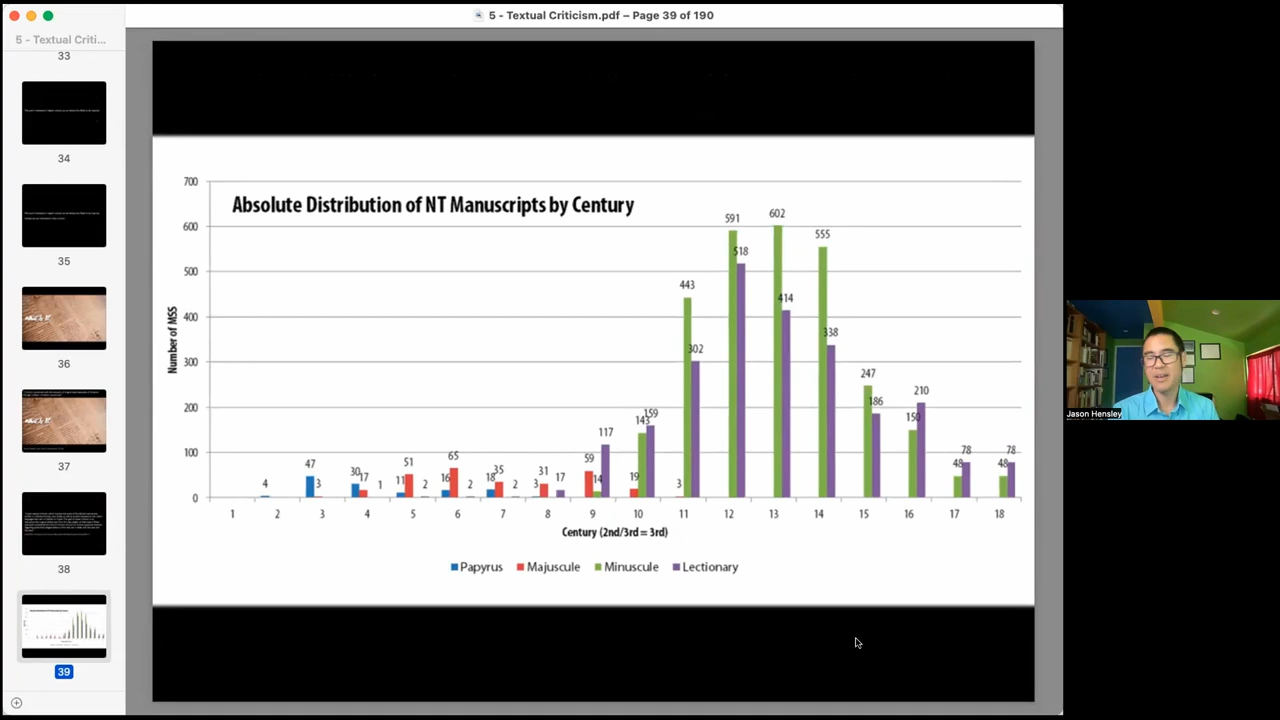 5 - Textual Criticism.pdf – Page 39 of 190
5 - Textual Criti...
33
34
35
36
37
38
39
Absolute Distribution of NT Manuscripts by Century
Number of MSS
700
600
500
400
300
200
100
0
4
47 3
30 17 1
11 51 2
16 65 2
18 35 2
3 31 17
59 14 117
19 143 159
3 443 302
591 518
602 414
555 338
247 186
150 210
48 78
48 78
1 2 3 4 5 6 7 8 9 10 11 12 13 14 15 16 17 18
Century (2nd/3rd = 3rd)
Papyrus Majuscule Minuscule Lectionary
Jason Hensley